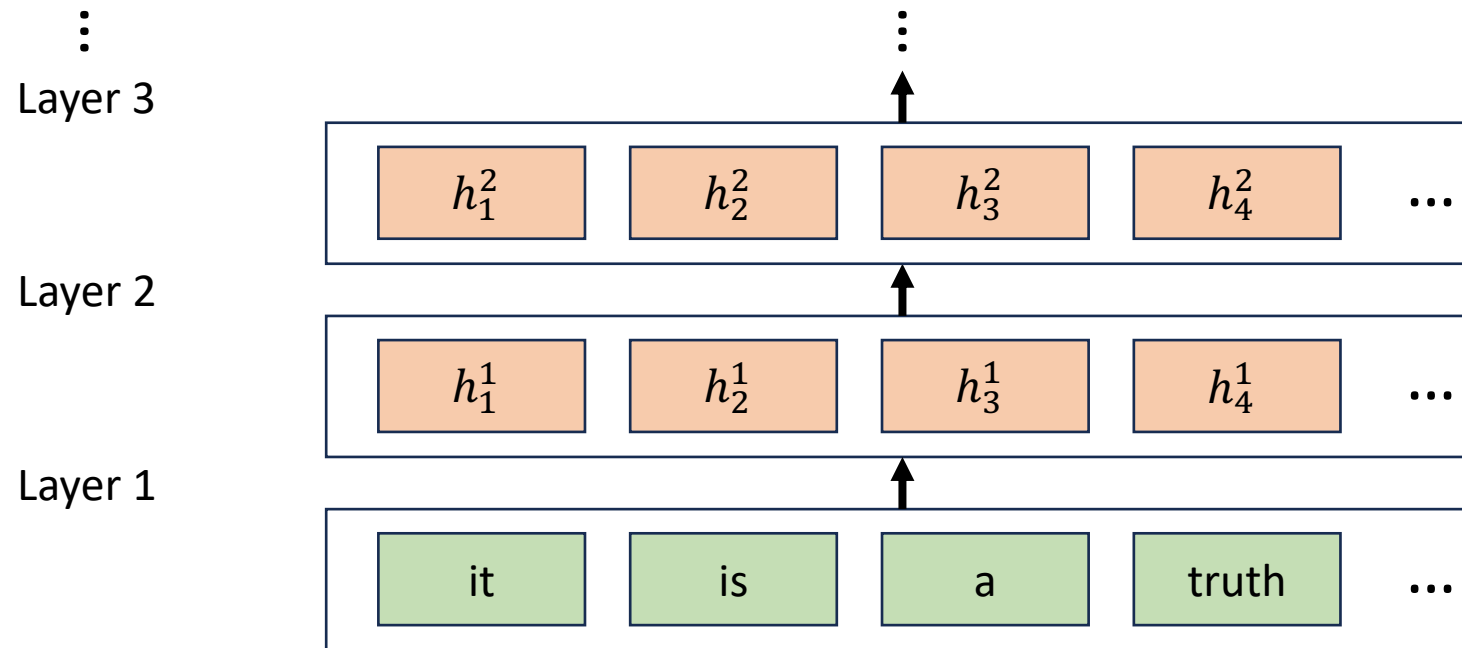 ⋮ ⋮
Layer 3
h_1^2 h_2^2 h_3^2 h_4^2 …
Layer 2
h_1^1 h_2^1 h_3^1 h_4^1 …
Layer 1
it is a truth …